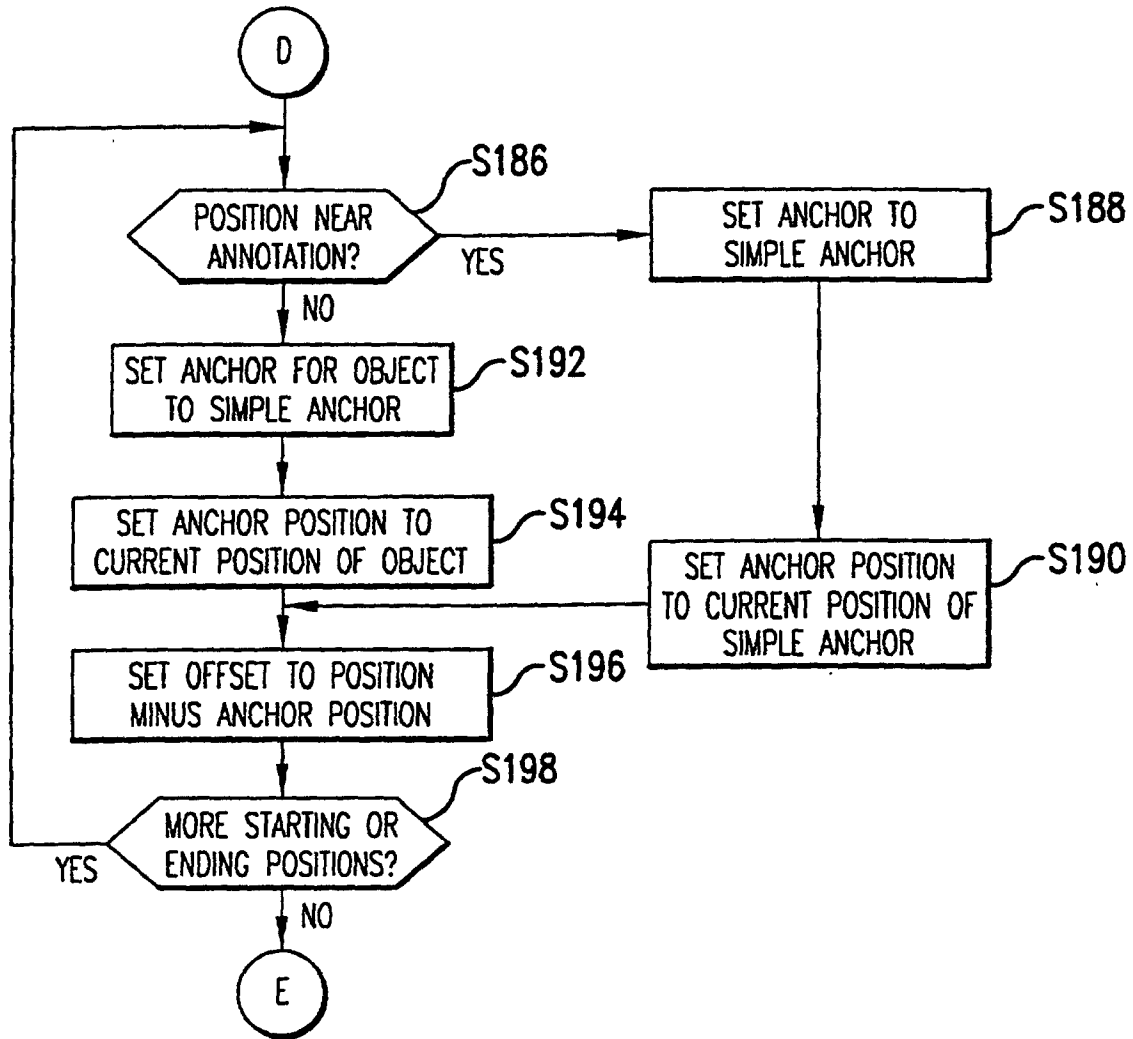 D
S186
POSITION NEAR
ANNOTATION?
YES
NO
SET ANCHOR TO
SIMPLE ANCHOR
S188
SET ANCHOR FOR OBJECT
TO SIMPLE ANCHOR
S192
SET ANCHOR POSITION TO
CURRENT POSITION OF OBJECT
S194
SET ANCHOR POSITION
TO CURRENT POSITION OF
SIMPLE ANCHOR
S190
SET OFFSET TO POSITION
MINUS ANCHOR POSITION
S196
S198
MORE STARTING OR
ENDING POSITIONS?
YES
NO
E